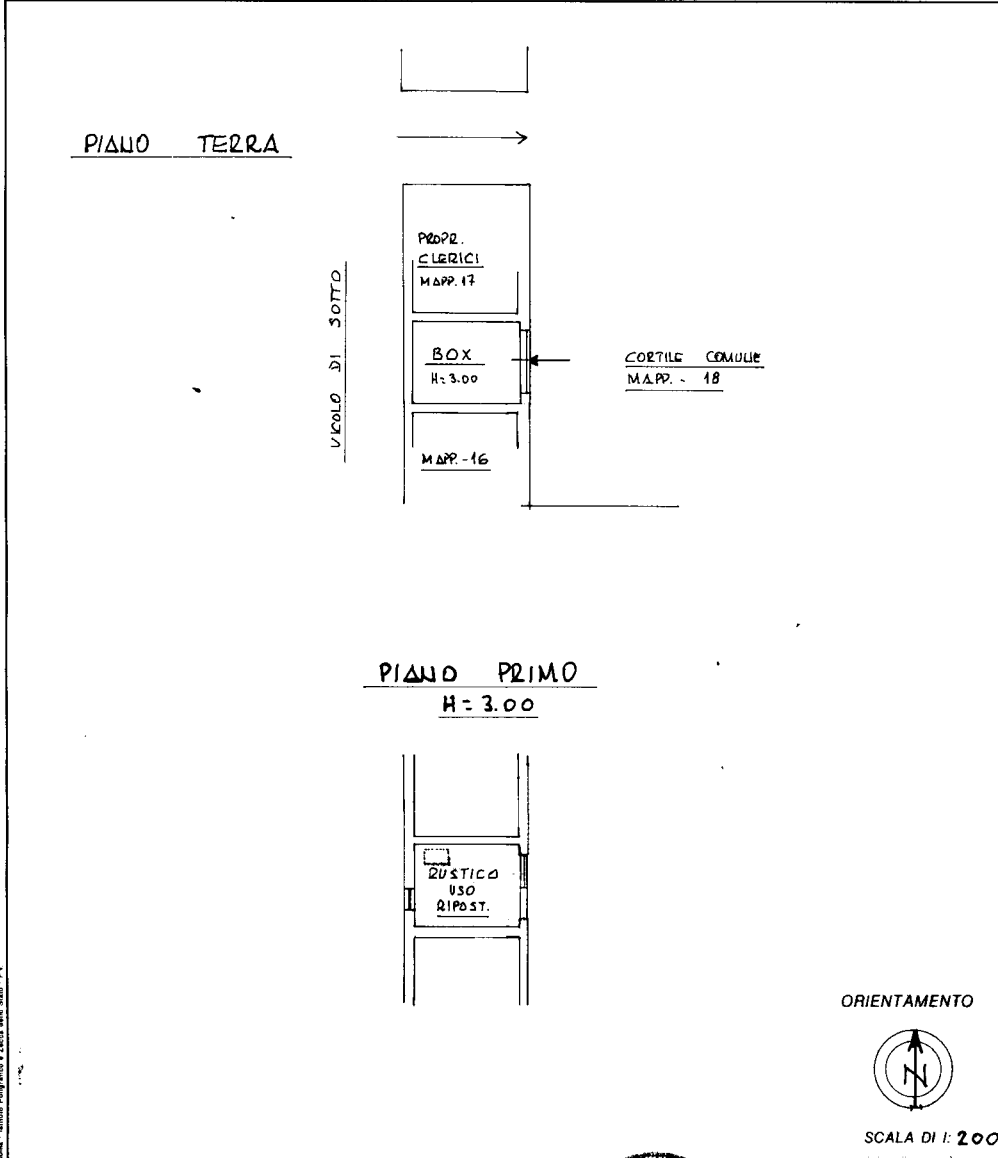 PIANO TERRA
PROPR.
CLERICI
MAPP. 17
VICOLO DI SOTTO
BOX
H=3.00
CORTILE COMUNE
MAPP. - 18
MAPP. - 16
PIANO PRIMO
H = 3.00
RUSTICO
USO
RIPOST.
ORIENTAMENTO
N
SCALA DI 1: 200